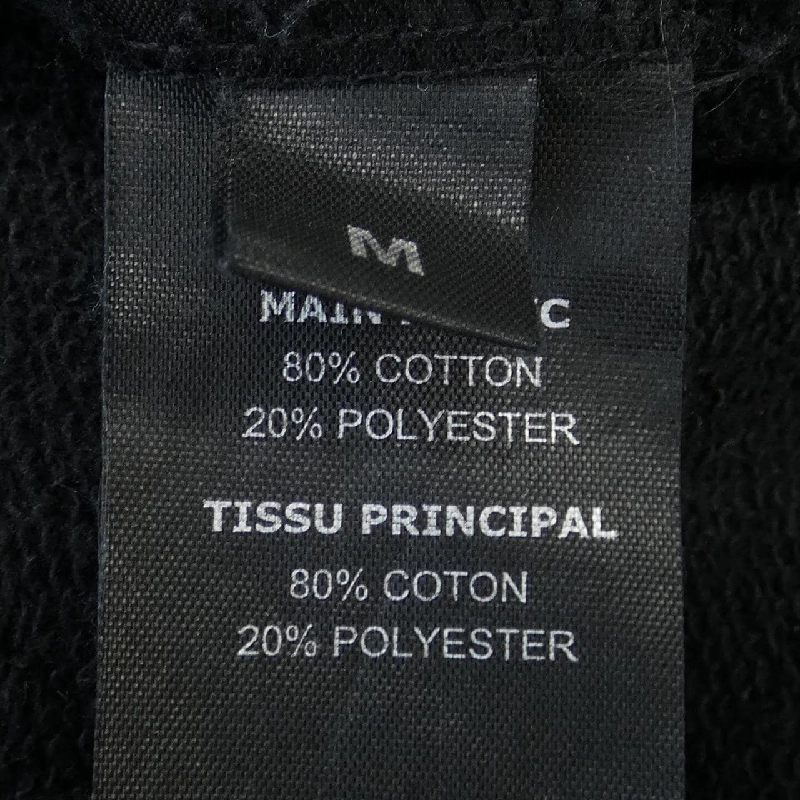 M
MAIN
80% COTTON
20% POLYESTER
TISSU PRINCIPAL
80% COTON
20% POLYESTER